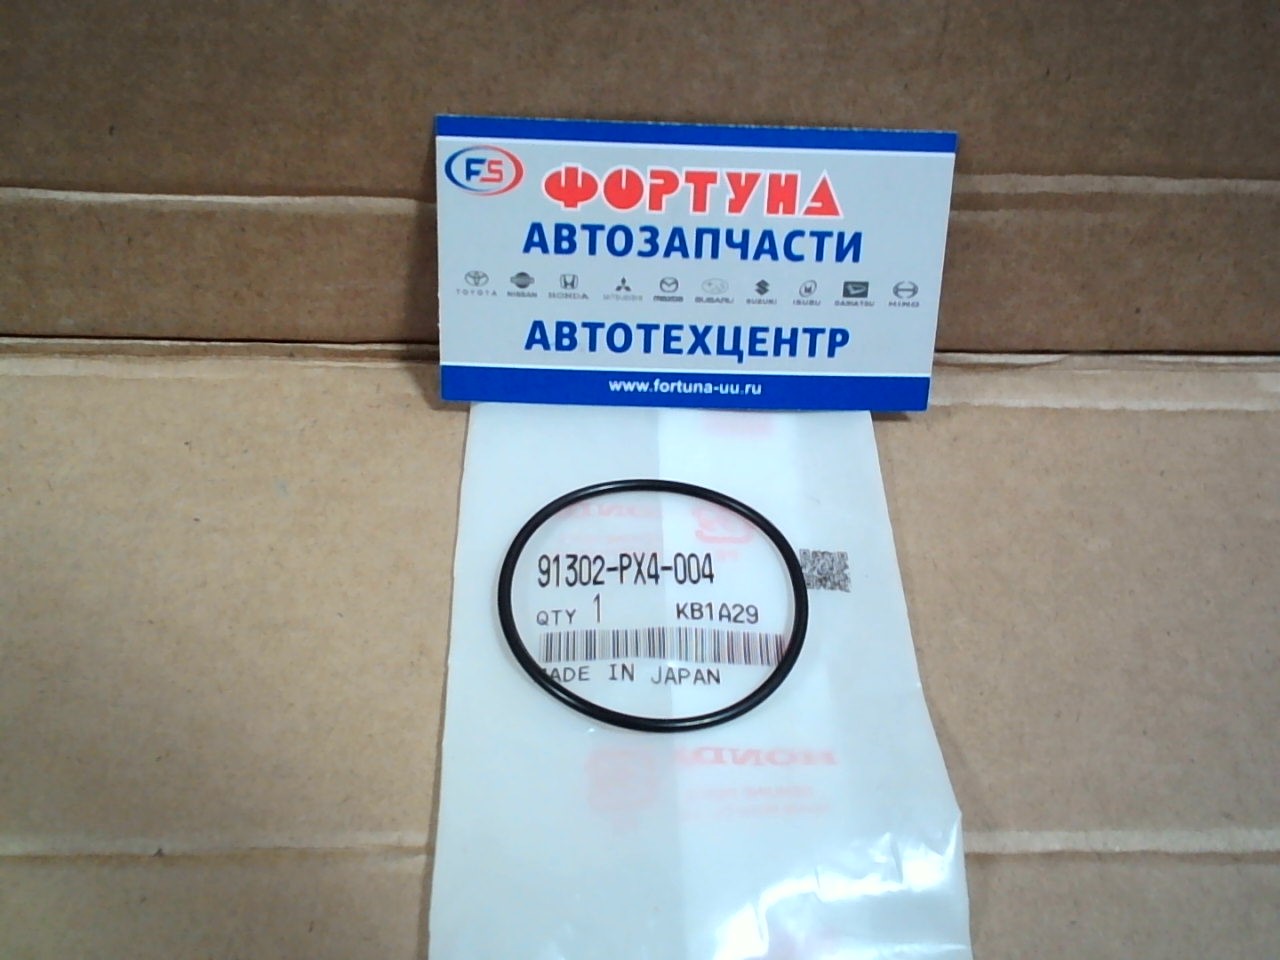 FS
ФОРТУНА
АВТОЗАПЧАСТИ
TOYOTA NISSAN HONDA MITSUBISHI mazda SUBARU SUZUKI ISUZU DAIHATSU HINO
АВТОТЕХЦЕНТР
www.fortuna-uu.ru
91302-PX4-004
QTY 1 KB1A29
MADE IN JAPAN
HONDA